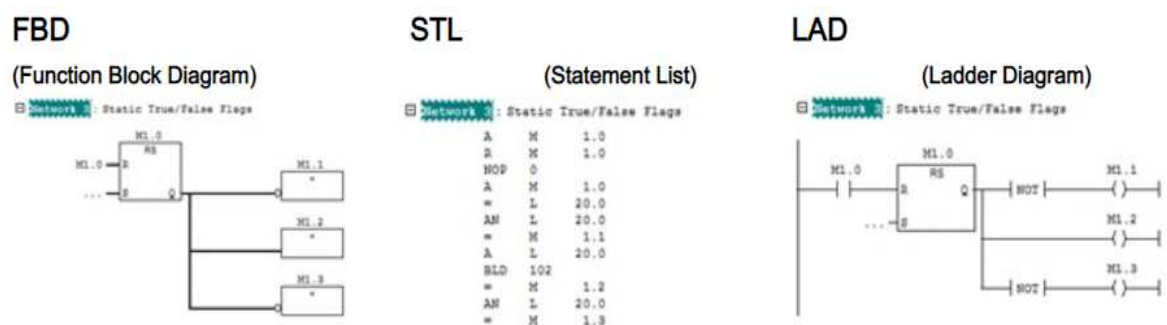 FBD
(Function Block Diagram)
Network 3: Static True/False Flags
M1.0
RS
M1.0
R
...
S
Q
M1.1
=
M1.2
=
M1.3
=
STL
(Statement List)
Network 3: Static True/False Flags
A M 1.0
R M 1.0
NOP 0
A M 1.0
= L 20.0
AN L 20.0
= M 1.1
A L 20.0
BLD 102
= M 1.2
AN L 20.0
= M 1.3
LAD
(Ladder Diagram)
Network 3: Static True/False Flags
M1.0
M1.0
RS
R
Q
...
S
NOT
M1.1
M1.2
NOT
M1.3